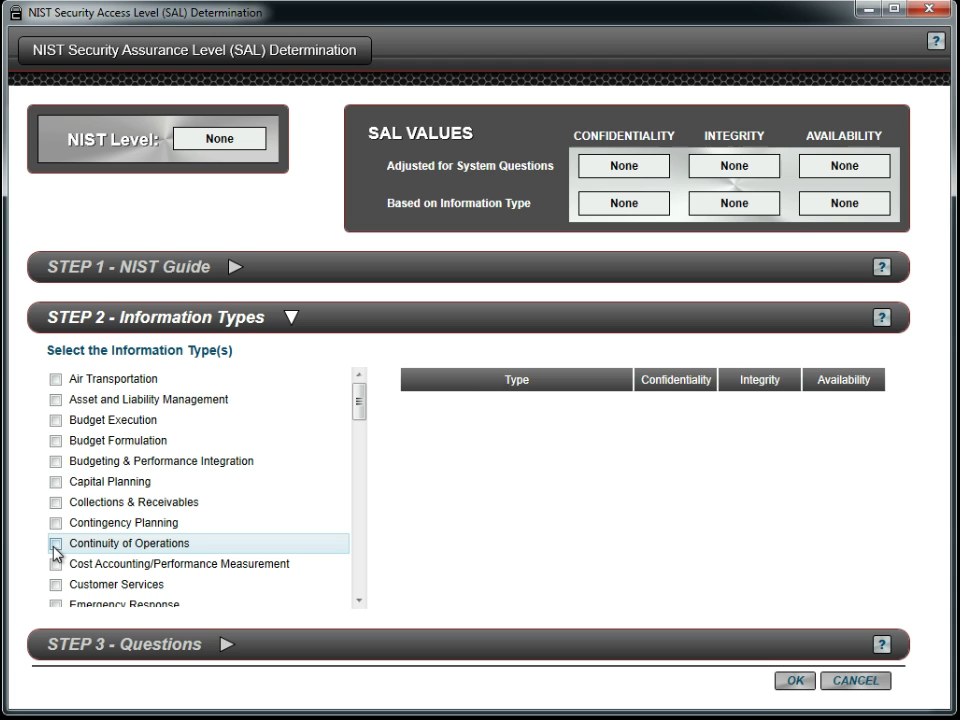 NIST Security Access Level (SAL) Determination
NIST Security Assurance Level (SAL) Determination
?
NIST Level: None
SAL VALUES CONFIDENTIALITY INTEGRITY AVAILABILITY
Adjusted for System Questions None None None
Based on Information Type None None None
STEP 1 - NIST Guide ?
STEP 2 - Information Types ?
Select the Information Type(s)
Air Transportation
Asset and Liability Management
Budget Execution
Budget Formulation
Budgeting & Performance Integration
Capital Planning
Collections & Receivables
Contingency Planning
Continuity of Operations
Cost Accounting/Performance Measurement
Customer Services
Emergency Response
Type Confidentiality Integrity Availability
STEP 3 - Questions ?
OK CANCEL